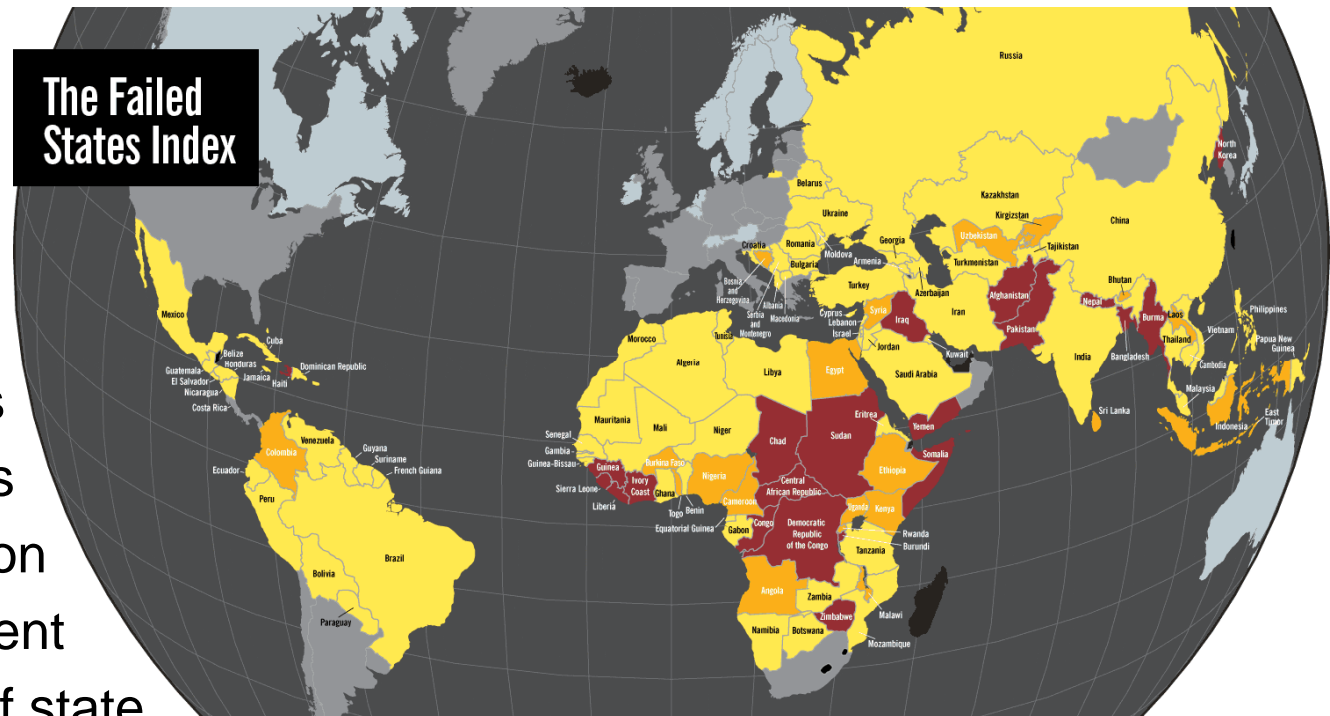 The Failed
States Index
s
s
on
ent
f state
Russia
North
Korea
Belarus
Kazakhstan
Ukraine
Kirgizstan
China
Croatia
Romania
Moldova
Georgia
Uzbekistan
Tajikistan
Bulgaria
Armenia
Turkmenistan
Bosnia
and
Herzegovina
Albania
Turkey
Azerbaijan
Afghanistan
Bhutan
Nepal
Serbia
and
Montenegro
Macedonia
Cyprus
Lebanon
Israel
Syria
Iraq
Iran
Pakistan
Burma
Laos
Philippines
Mexico
Cuba
Morocco
Tunisia
Jordan
Kuwait
India
Bangladesh
Thailand
Vietnam
Papua New
Guinea
Belize
Honduras
Guatemala
El Salvador
Nicaragua
Costa Rica
Jamaica
Haiti
Dominican Republic
Algeria
Libya
Egypt
Saudi Arabia
Cambodia
Malaysia
Sri Lanka
Indonesia
East
Timor
Mauritania
Mali
Niger
Chad
Sudan
Eritrea
Yemen
Senegal
Gambia
Guinea-Bissau
Guinea
Sierra Leone
Liberia
Ivory
Coast
Burkina Faso
Ghana
Togo
Benin
Nigeria
Cameroon
Equatorial Guinea
Central
African Republic
Ethiopia
Somalia
Colombia
Venezuela
Guyana
Suriname
French Guiana
Ecuador
Peru
Brazil
Bolivia
Paraguay
Gabon
Congo
Democratic
Republic
of the Congo
Uganda
Kenya
Rwanda
Burundi
Tanzania
Angola
Zambia
Malawi
Zimbabwe
Namibia
Botswana
Mozambique